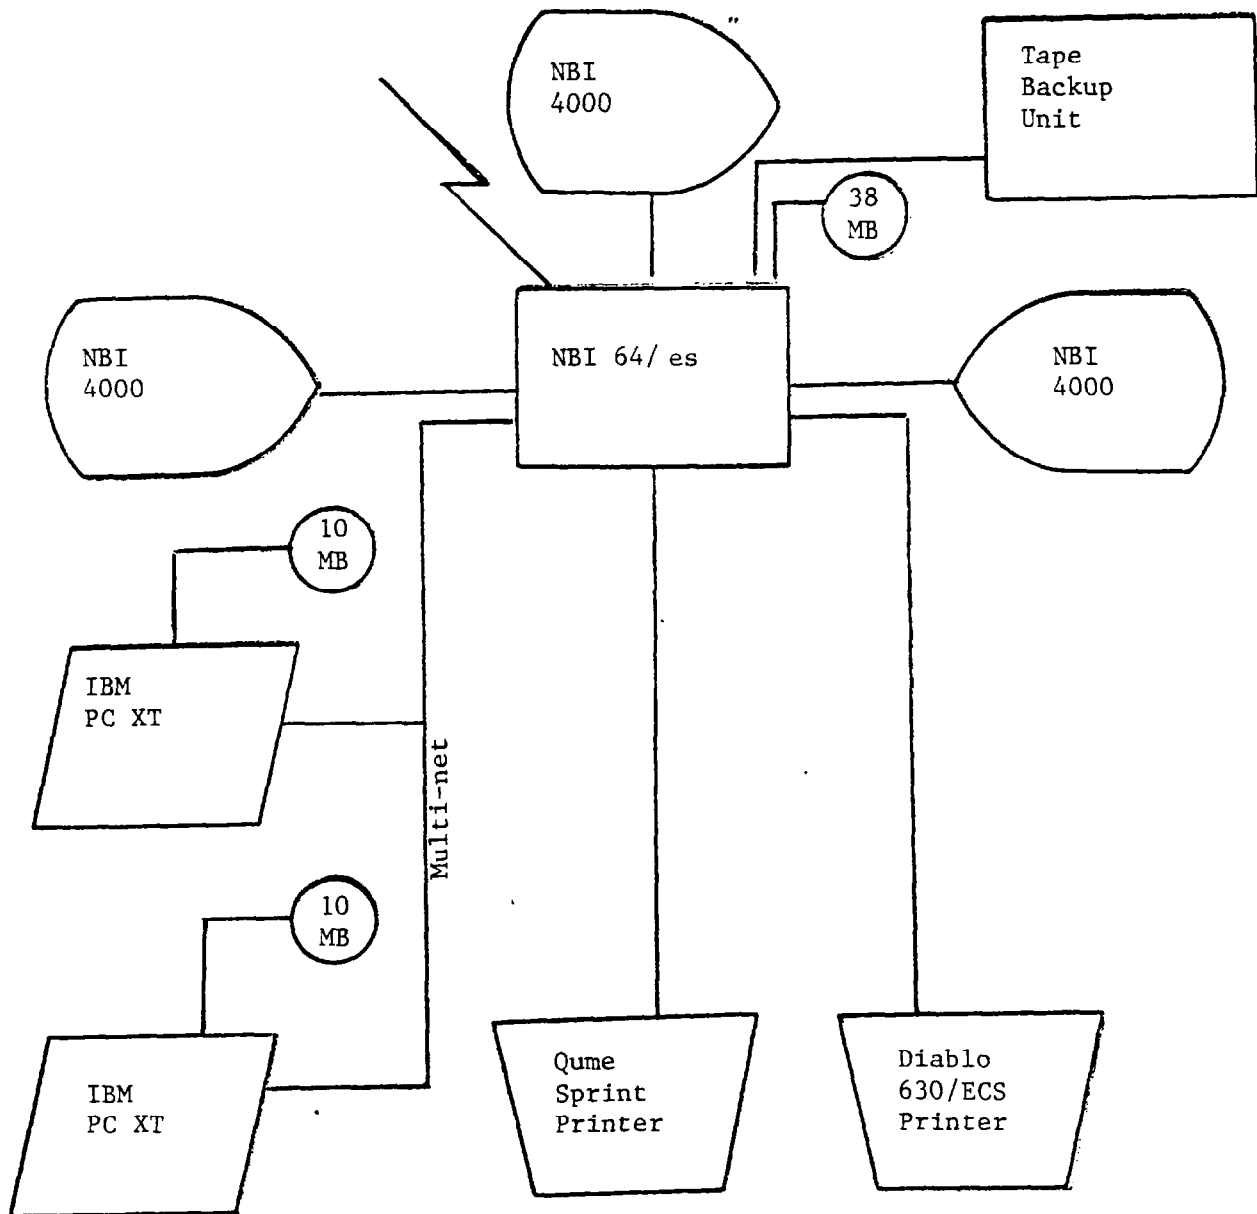 NBI
4000
Tape
Backup
Unit
38
MB
NBI
4000
NBI 64/ es
NBI
4000
10
MB
IBM
PC XT
Multi-net
10
MB
IBM
PC XT
Qume
Sprint
Printer
Diablo
630/ECS
Printer